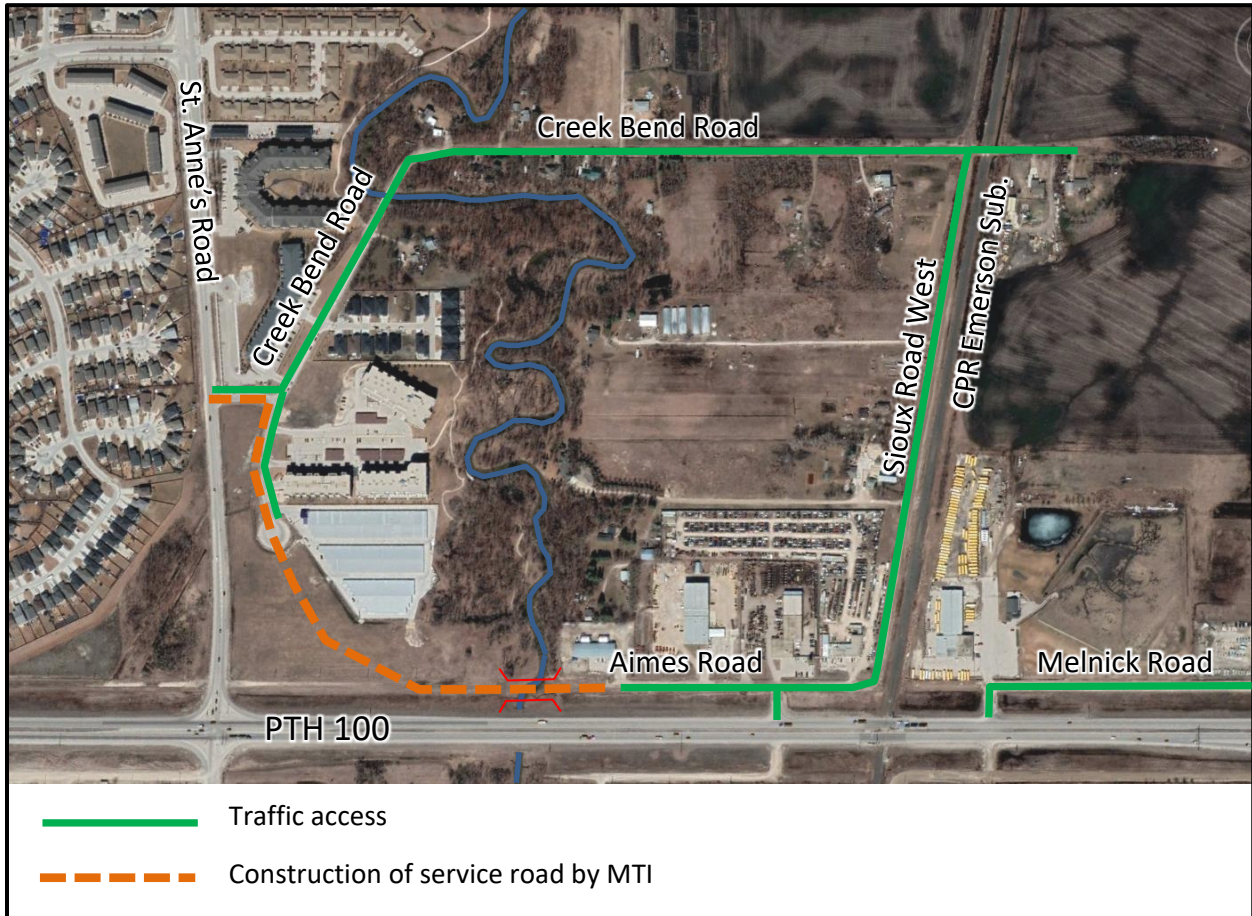 Creek Bend Road
St. Anne's Road
Creek Bend Road
Sioux Road West
CPR Emerson Sub.
Aimes Road
Melnick Road
PTH 100
Traffic access
Construction of service road by MTI